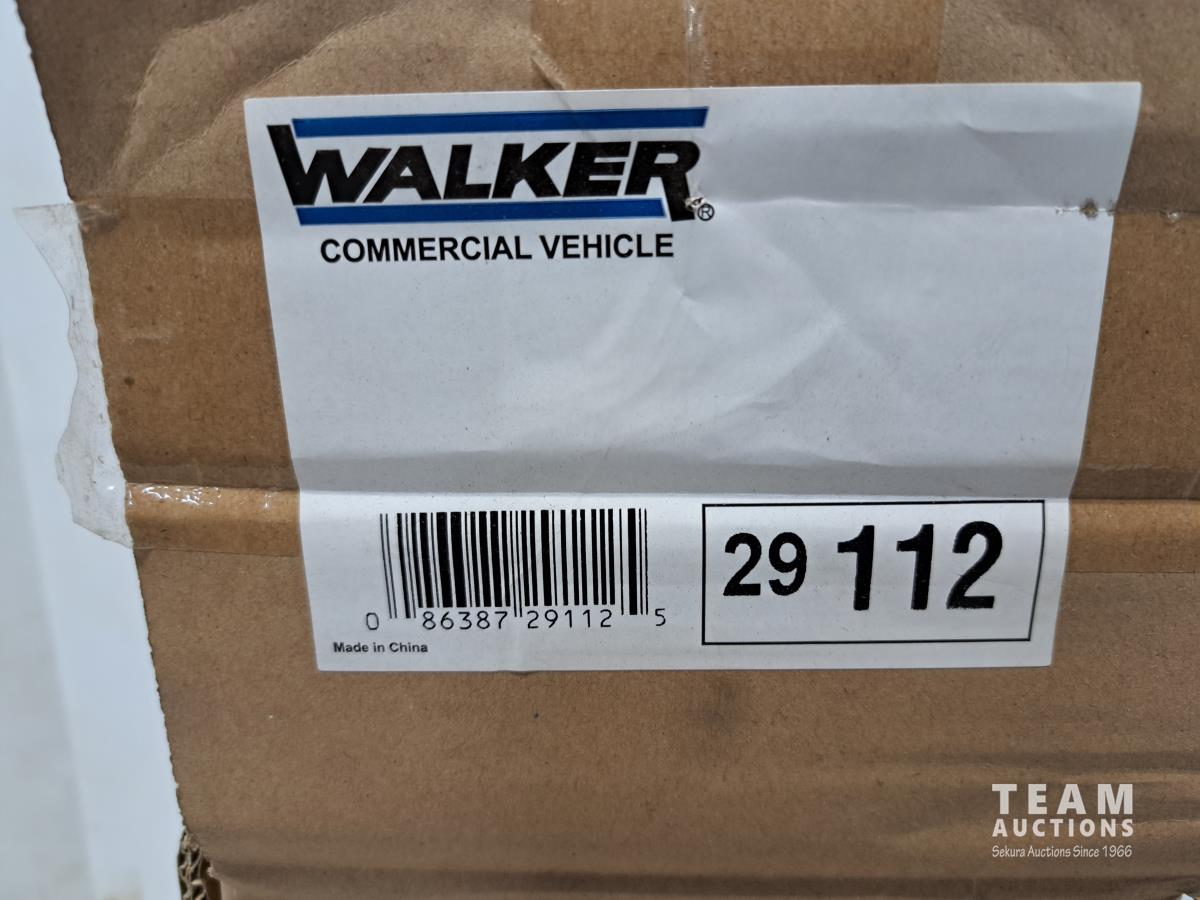 WALKER®
COMMERCIAL VEHICLE
29 112
0 86387 29112 5
Made in China
TEAM
AUCTIONS
Sekura Auctions Since 1966